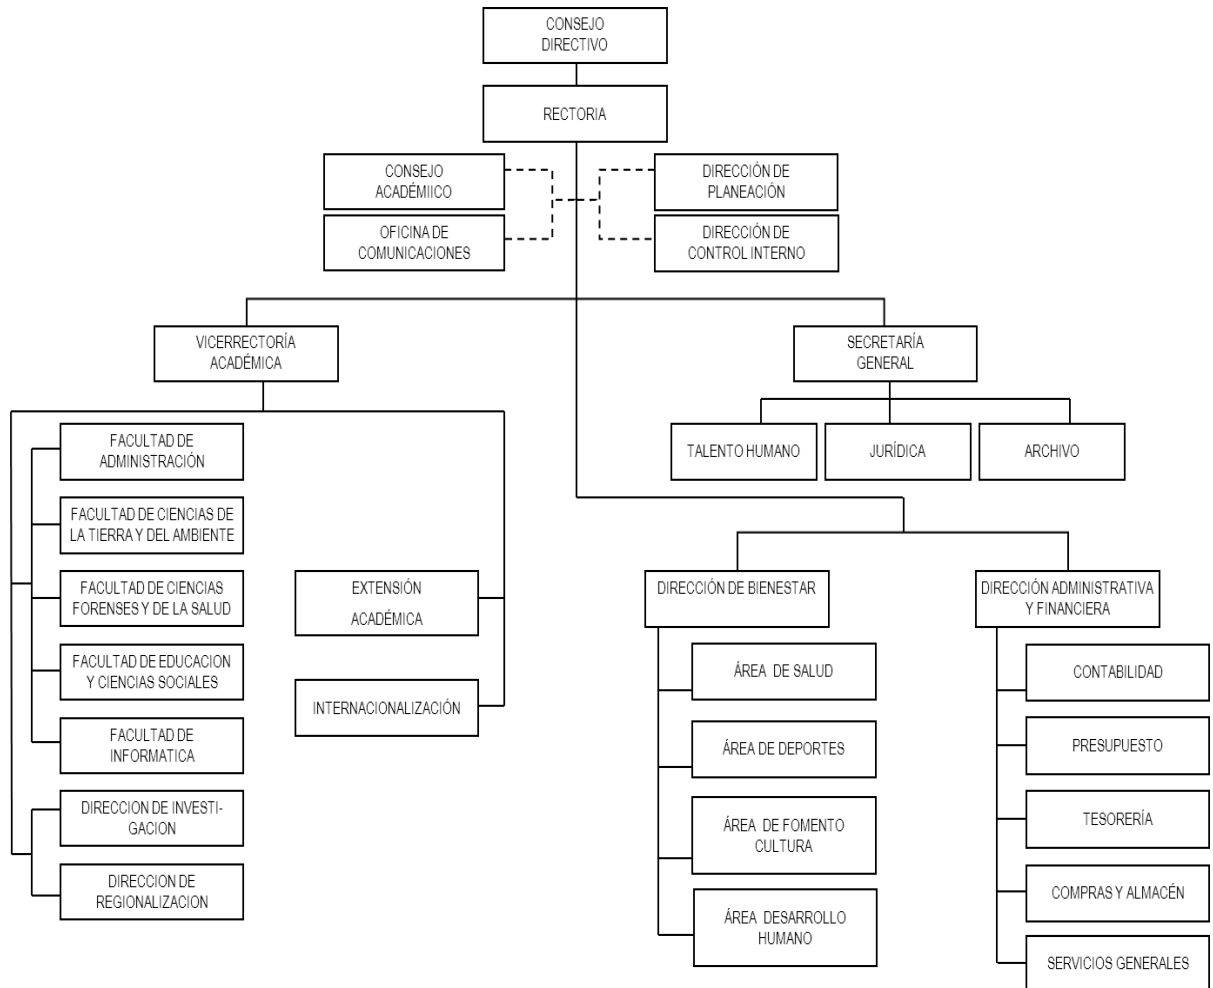 CONSEJO
DIRECTIVO
RECTORIA
CONSEJO
ACADÉMIICO
DIRECCIÓN DE
PLANEACIÓN
OFICINA DE
COMUNICACIONES
DIRECCIÓN DE
CONTROL INTERNO
VICERRECTORÍA
ACADÉMICA
SECRETARÍA
GENERAL
TALENTO HUMANO
JURÍDICA
ARCHIVO
FACULTAD DE
ADMINISTRACIÓN
FACULTAD DE CIENCIAS DE
LA TIERRA Y DEL AMBIENTE
FACULTAD DE CIENCIAS
FORENSES Y DE LA SALUD
FACULTAD DE EDUCACION
Y CIENCIAS SOCIALES
FACULTAD DE
INFORMATICA
DIRECCION DE INVESTI-
GACION
DIRECCION DE
REGIONALIZACION
EXTENSIÓN
ACADÉMICA
INTERNACIONALIZACIÓN
DIRECCIÓN DE BIENESTAR
ÁREA DE SALUD
ÁREA DE DEPORTES
ÁREA DE FOMENTO
CULTURA
ÁREA DESARROLLO
HUMANO
DIRECCIÓN ADMINISTRATIVA
Y FINANCIERA
CONTABILIDAD
PRESUPUESTO
TESORERÍA
COMPRAS Y ALMACÉN
SERVICIOS GENERALES